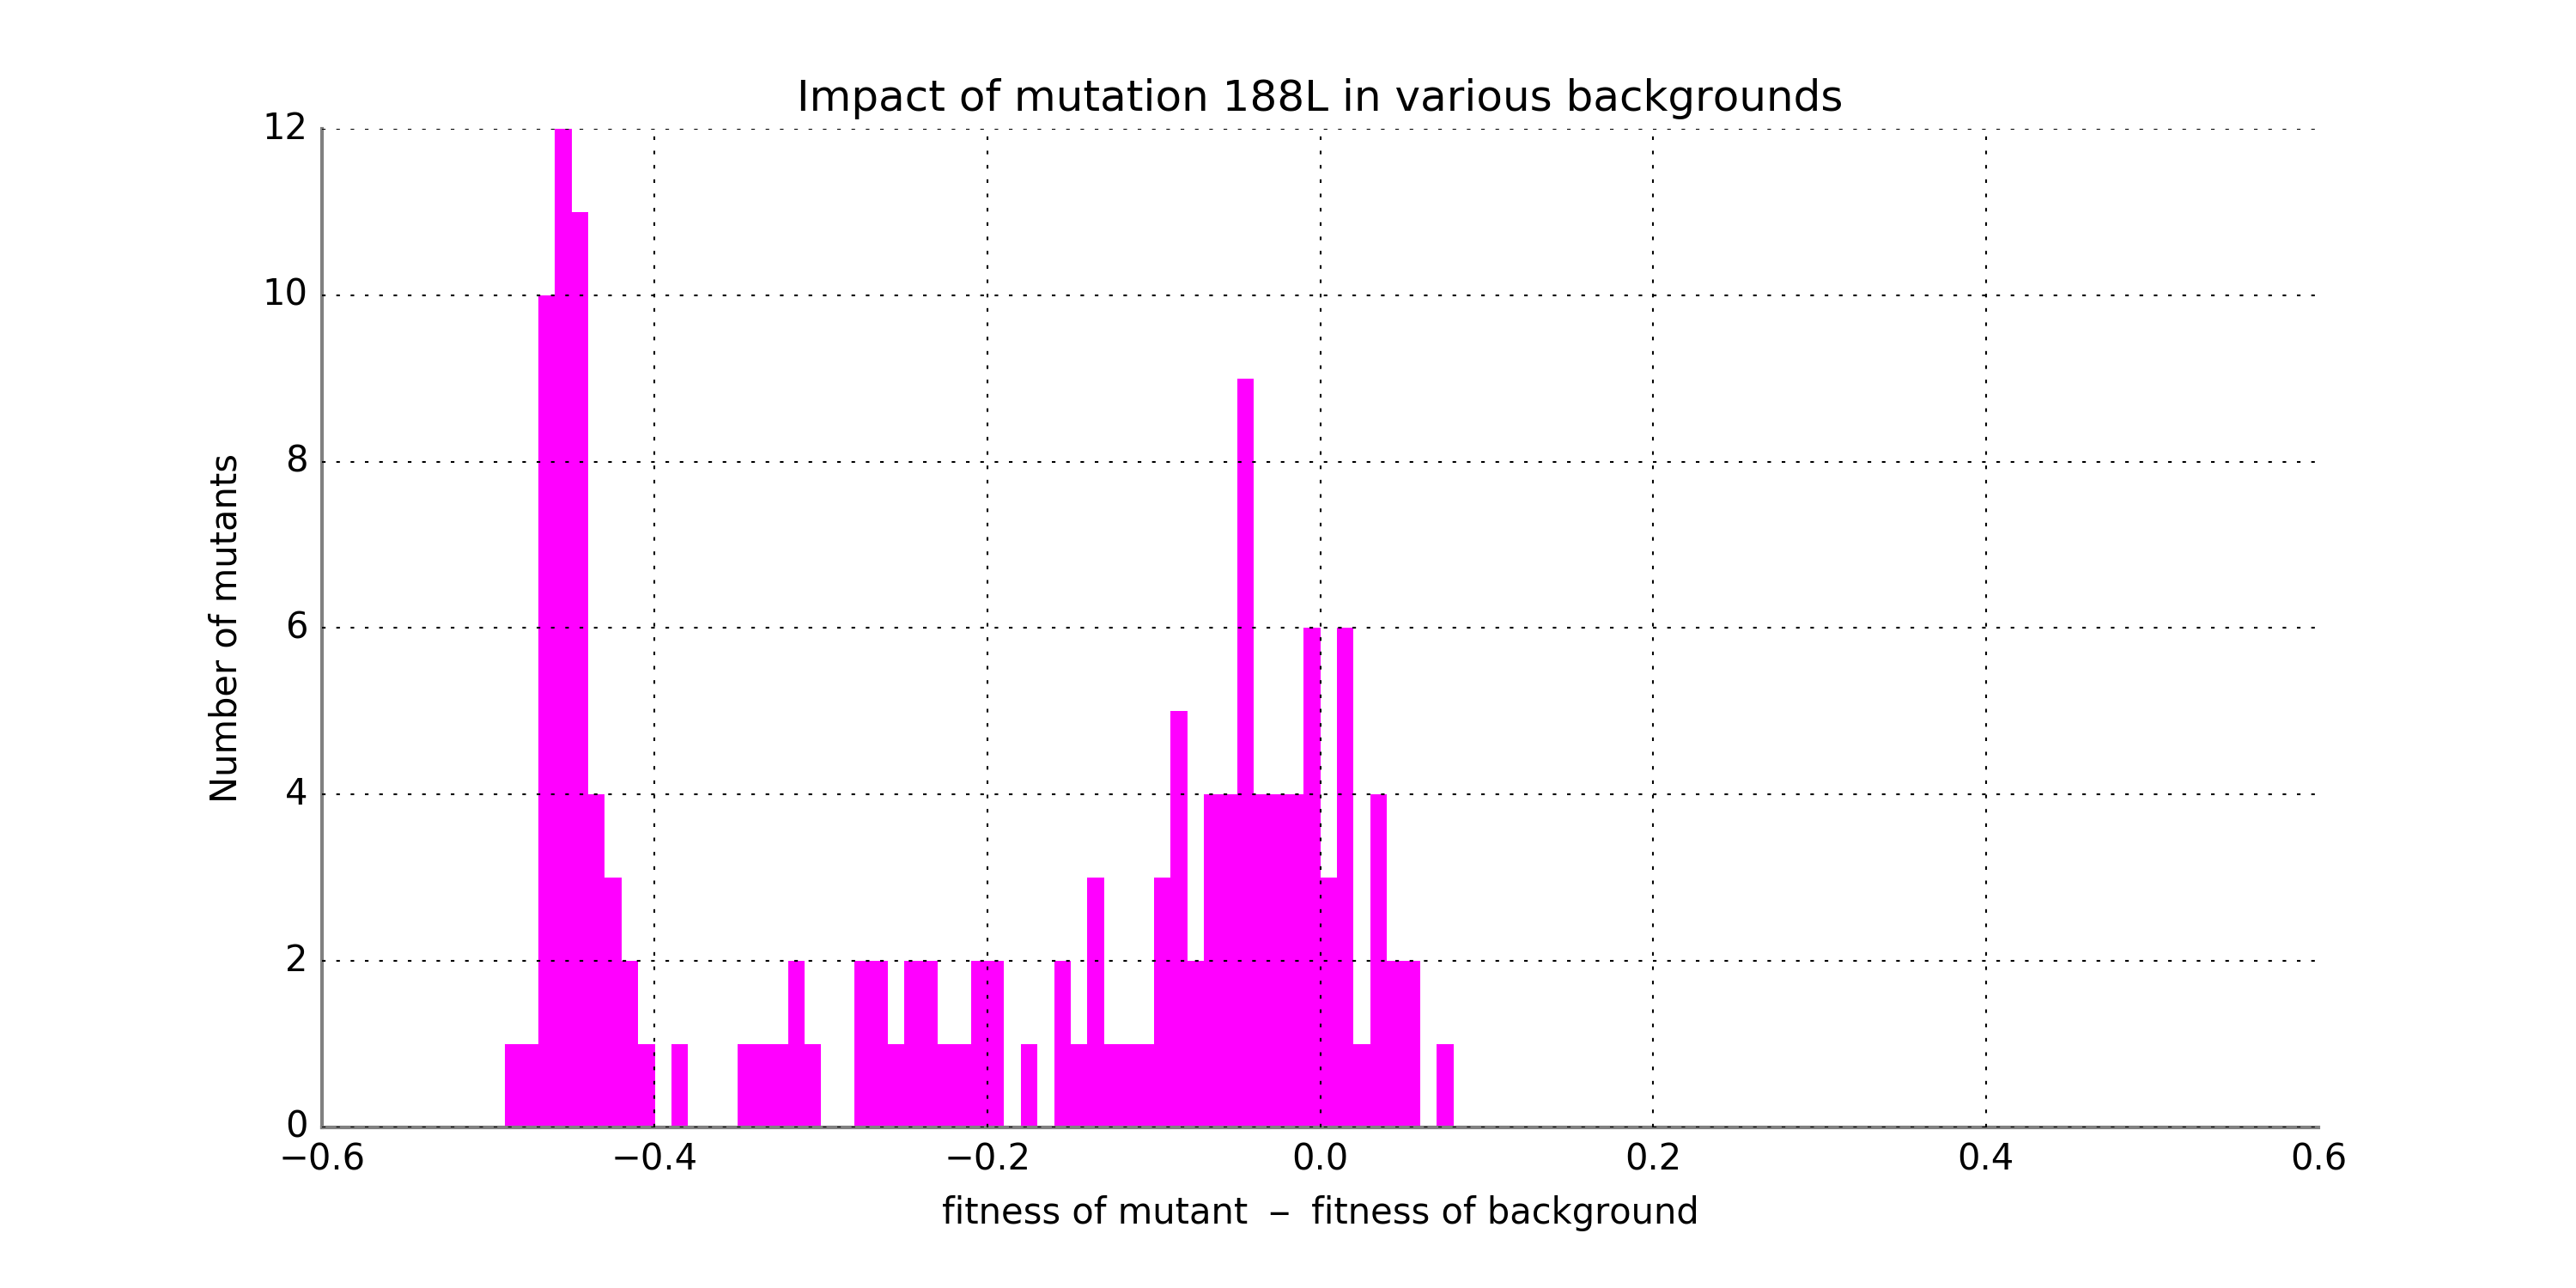 Impact of mutation 188L in various backgrounds
12
10
8
6
4
2
0
Number of mutants
−0.6 −0.4 −0.2 0.0 0.2 0.4 0.6
fitness of mutant − fitness of background